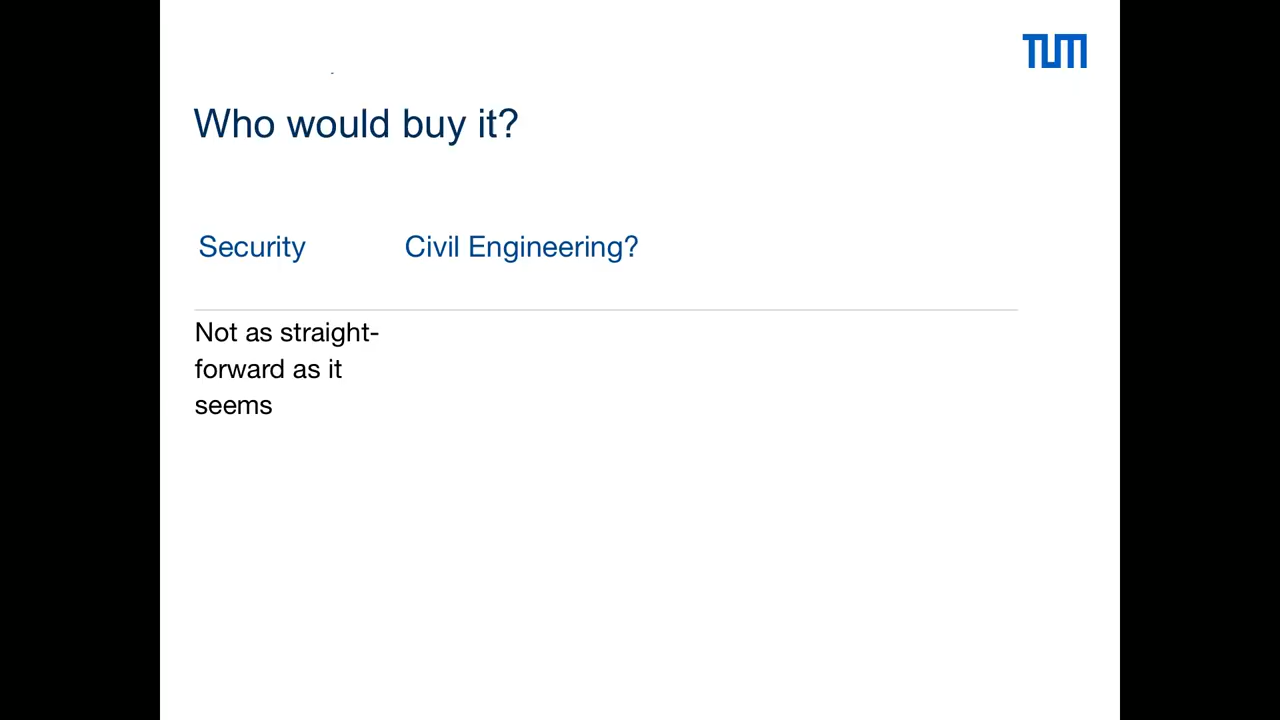 TUM
Who would buy it?
Security
Civil Engineering?
Not as straight-
forward as it
seems